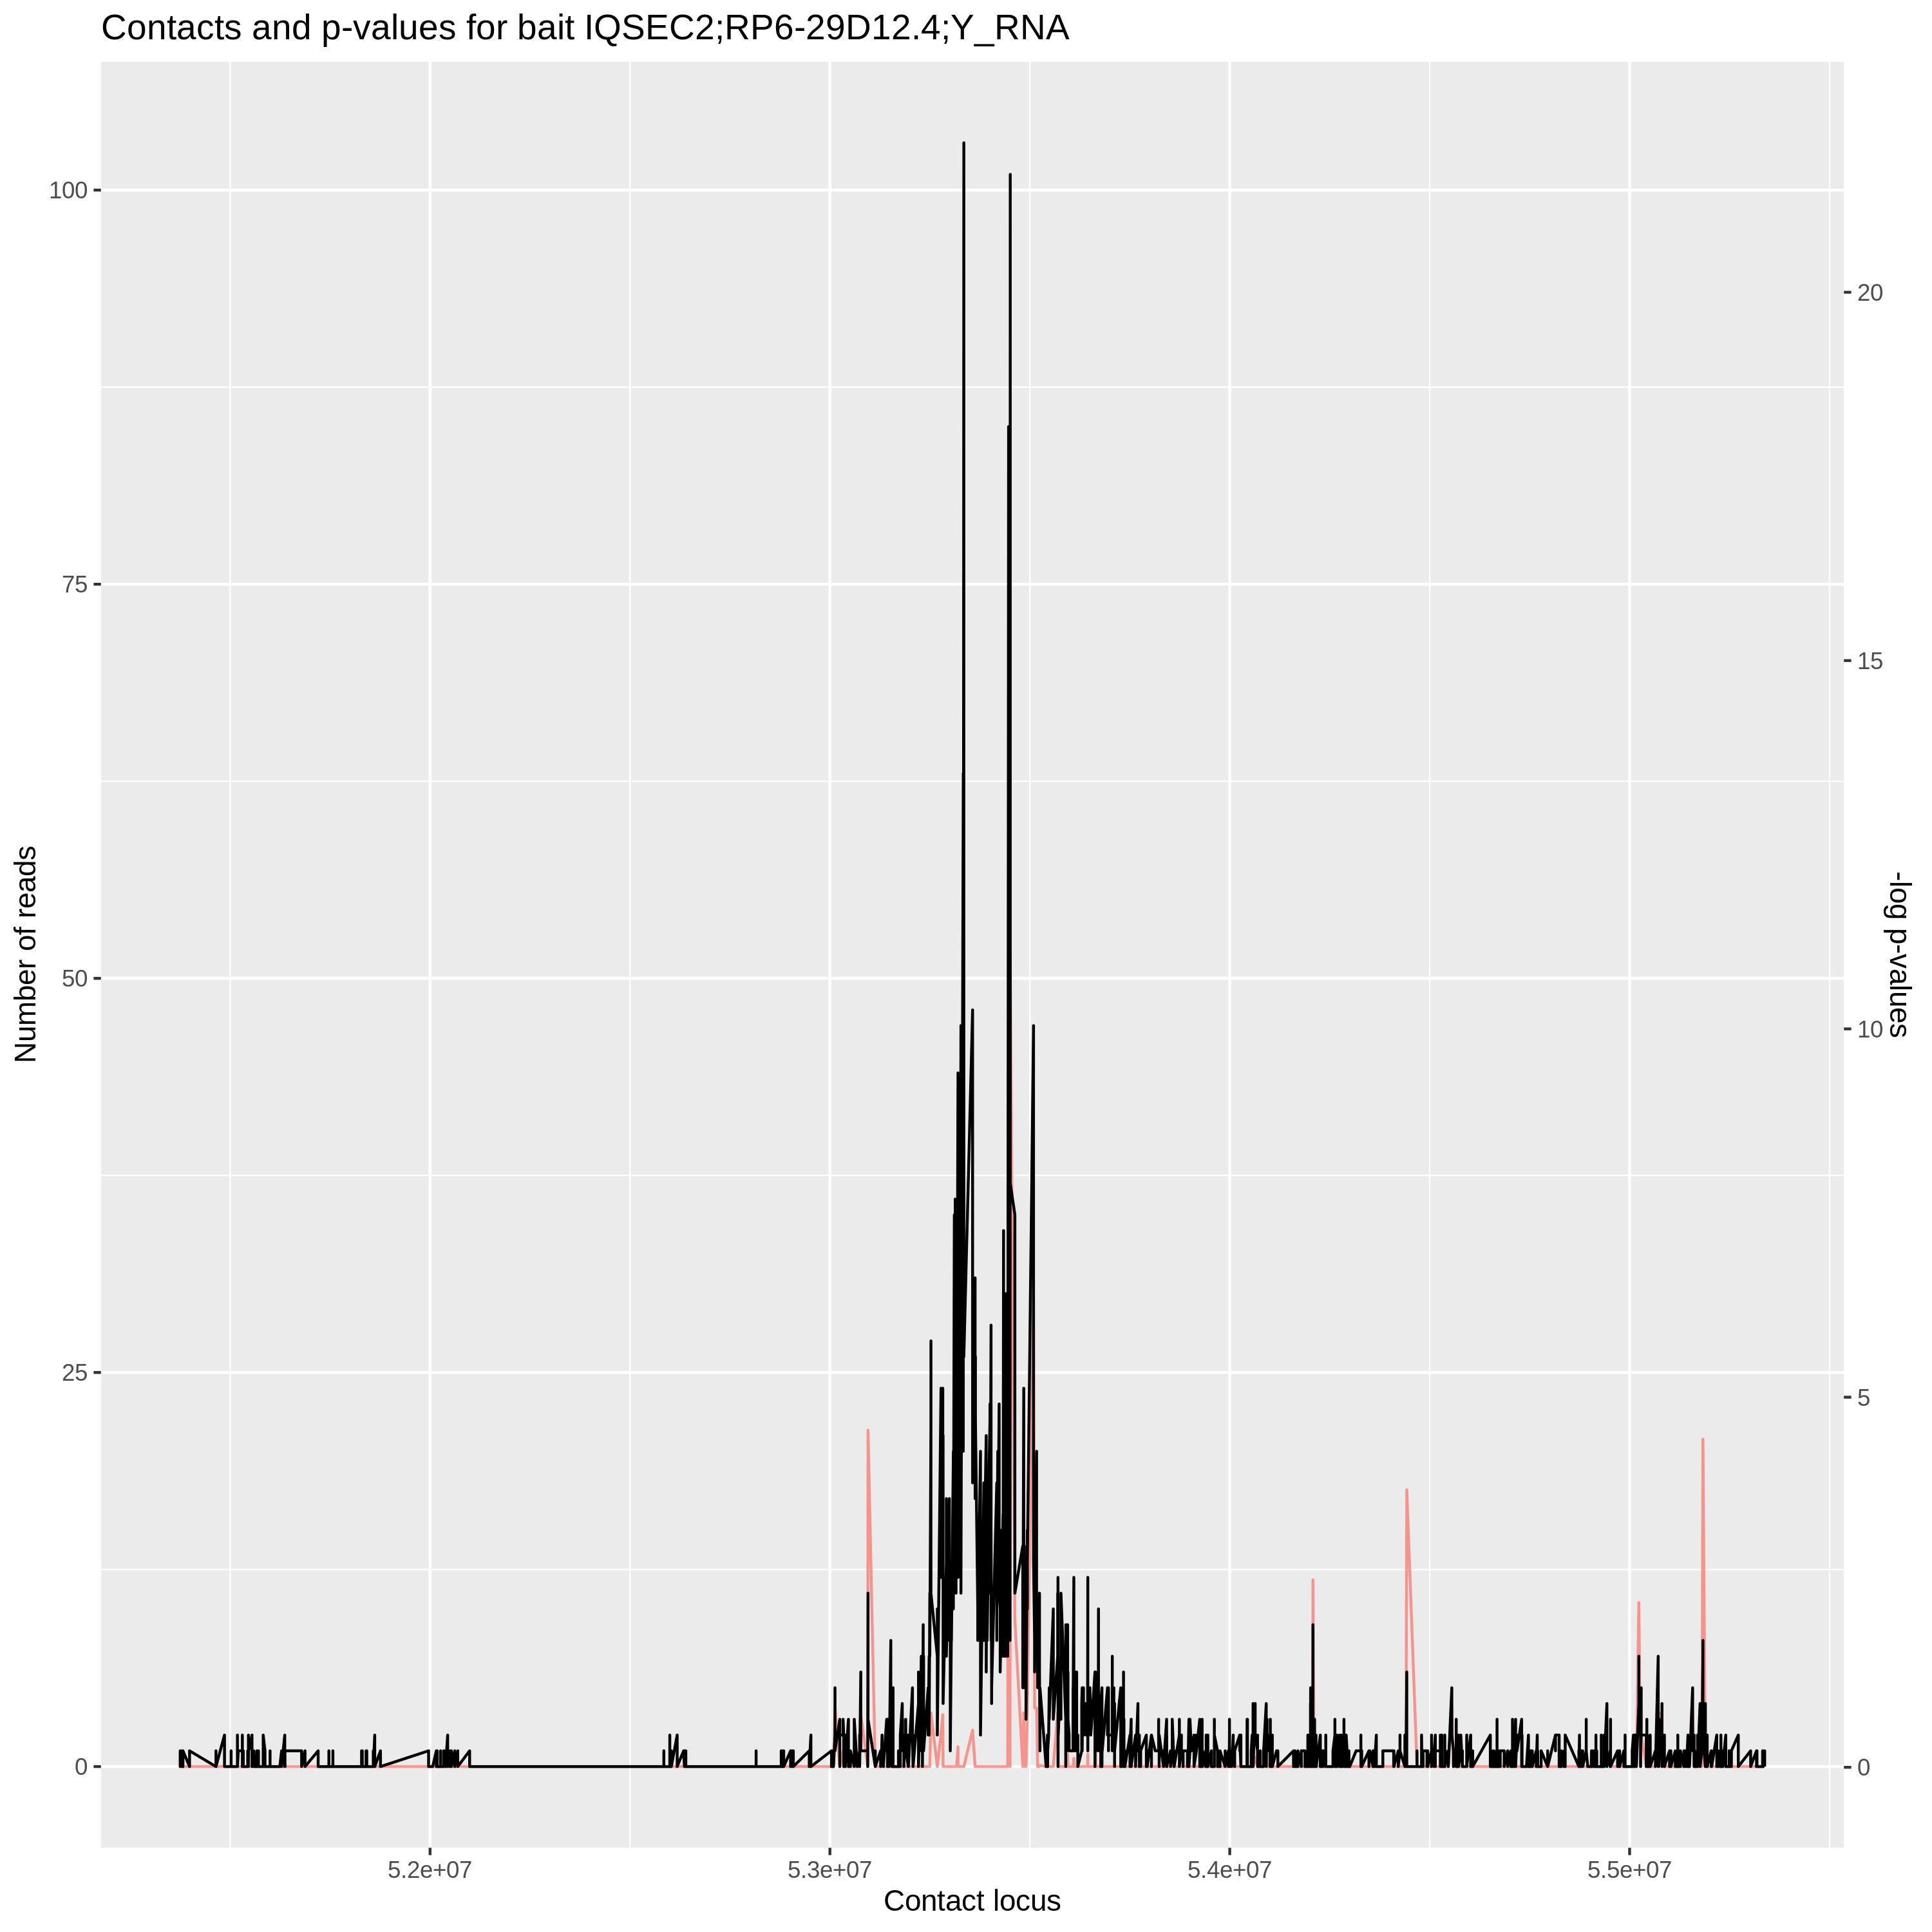 Contacts and p-values for bait IQSEC2;RP6-29D12.4;Y_RNA
100
75
50
25
0
Number of reads
20
15
10
5
0
-log p-values
5.2e+07
5.3e+07
5.4e+07
5.5e+07
Contact locus